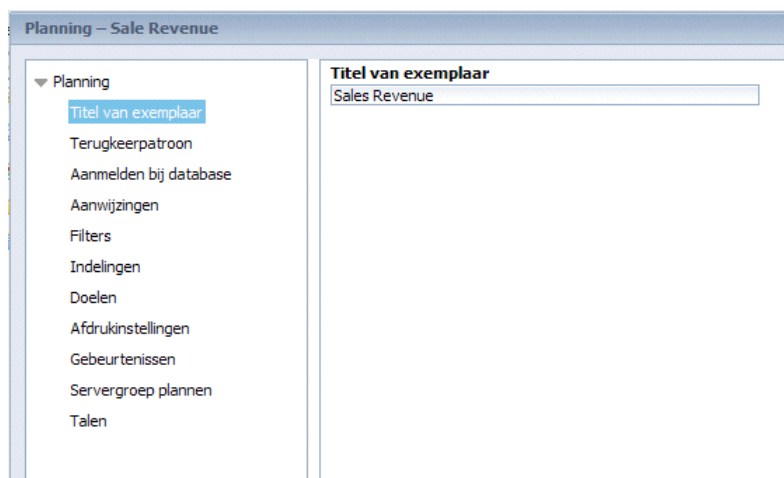 Planning – Sale Revenue
Planning
Titel van exemplaar
Terugkeerpatroon
Aanmelden bij database
Aanwijzingen
Filters
Indelingen
Doelen
Afdrukinstellingen
Gebeurtenissen
Servergroep plannen
Talen
Titel van exemplaar
Sales Revenue